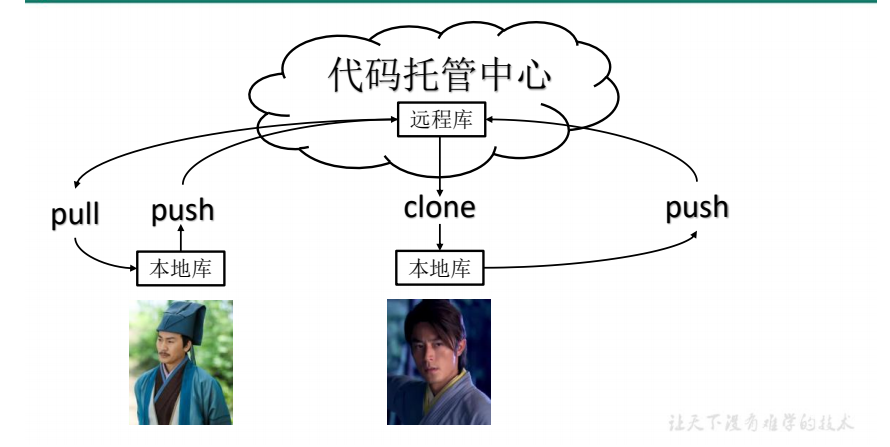 代码托管中心
远程库
pull
push
clone
push
本地库
本地库
让天下没有难学的技术